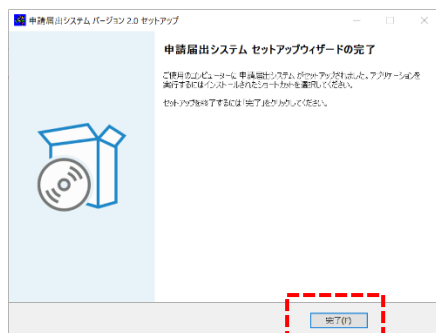 申請届出システム バージョン 2.0 セットアップ
申請届出システム セットアップウィザードの完了
ご使用のコンピューターに 申請届出システム がセットアップされました。アプリケーションを
実行するにはインストールされたショートカットを選択してください。
セットアップを終了するには「完了」をクリックしてください。
完了(F)